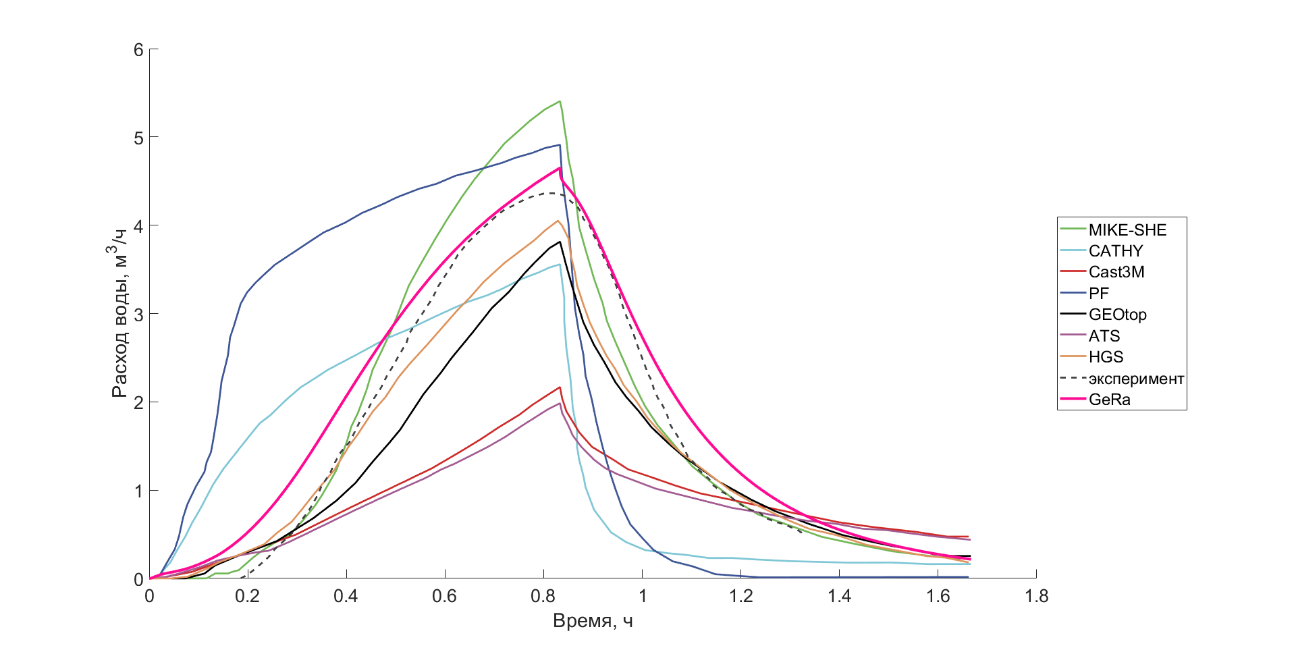 6
5
4
3
2
1
0
Расход воды, м³/ч
0 0.2 0.4 0.6 0.8 1 1.2 1.4 1.6 1.8
Время, ч
MIKE-SHE
CATHY
Cast3M
PF
GEOtop
ATS
HGS
эксперимент
GeRa